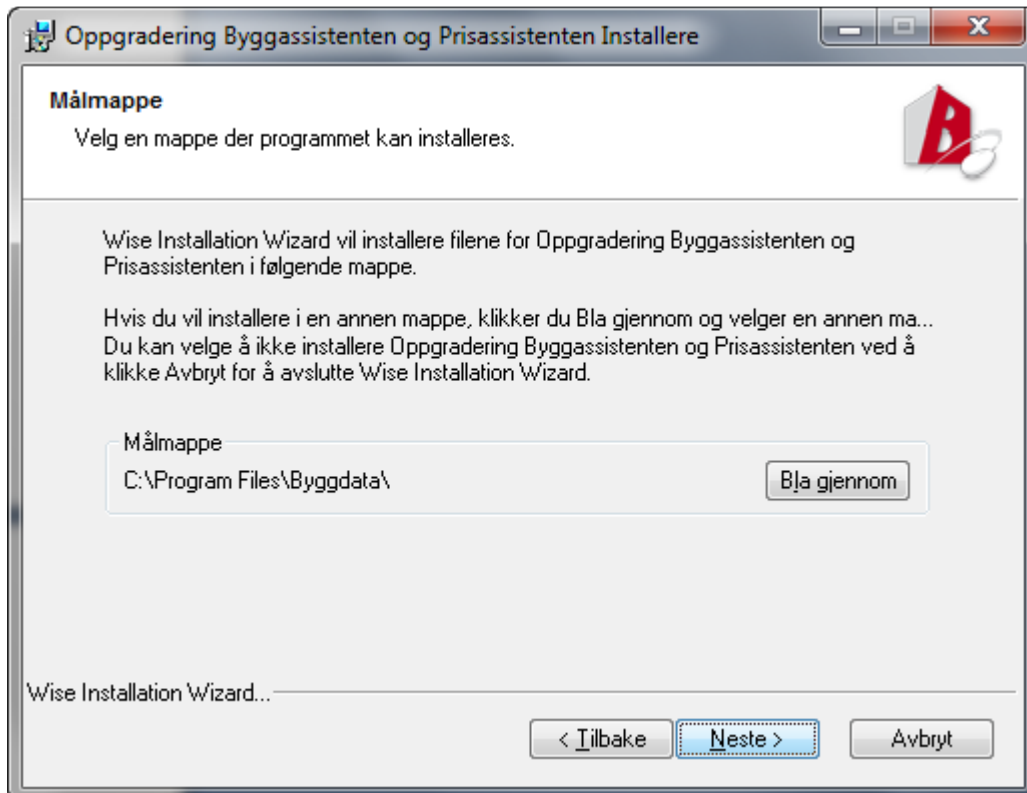 Oppgradering Byggassistenten og Prisassistenten Installere
Målmappe
Velg en mappe der programmet kan installeres.
B
Wise Installation Wizard vil installere filene for Oppgradering Byggassistenten og
Prisassistenten i følgende mappe.
Hvis du vil installere i en annen mappe, klikker du Bla gjennom og velger en annen ma...
Du kan velge å ikke installere Oppgradering Byggassistenten og Prisassistenten ved å
klikke Avbryt for å avslutte Wise Installation Wizard.
Målmappe
C:\Program Files\Byggdata\
Bla gjennom
Wise Installation Wizard...
< Tilbake
Neste >
Avbryt